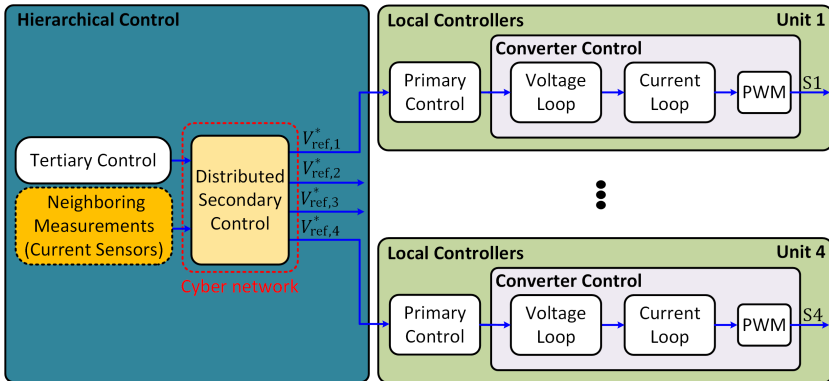 Hierarchical Control
Tertiary Control
Neighboring
Measurements
(Current Sensors)
Distributed
Secondary
Control
Cyber network
V*ref,1
V*ref,2
V*ref,3
V*ref,4
Local Controllers
Unit 1
Converter Control
Primary
Control
Voltage
Loop
Current
Loop
PWM
S1
Local Controllers
Unit 4
Converter Control
Primary
Control
Voltage
Loop
Current
Loop
PWM
S4